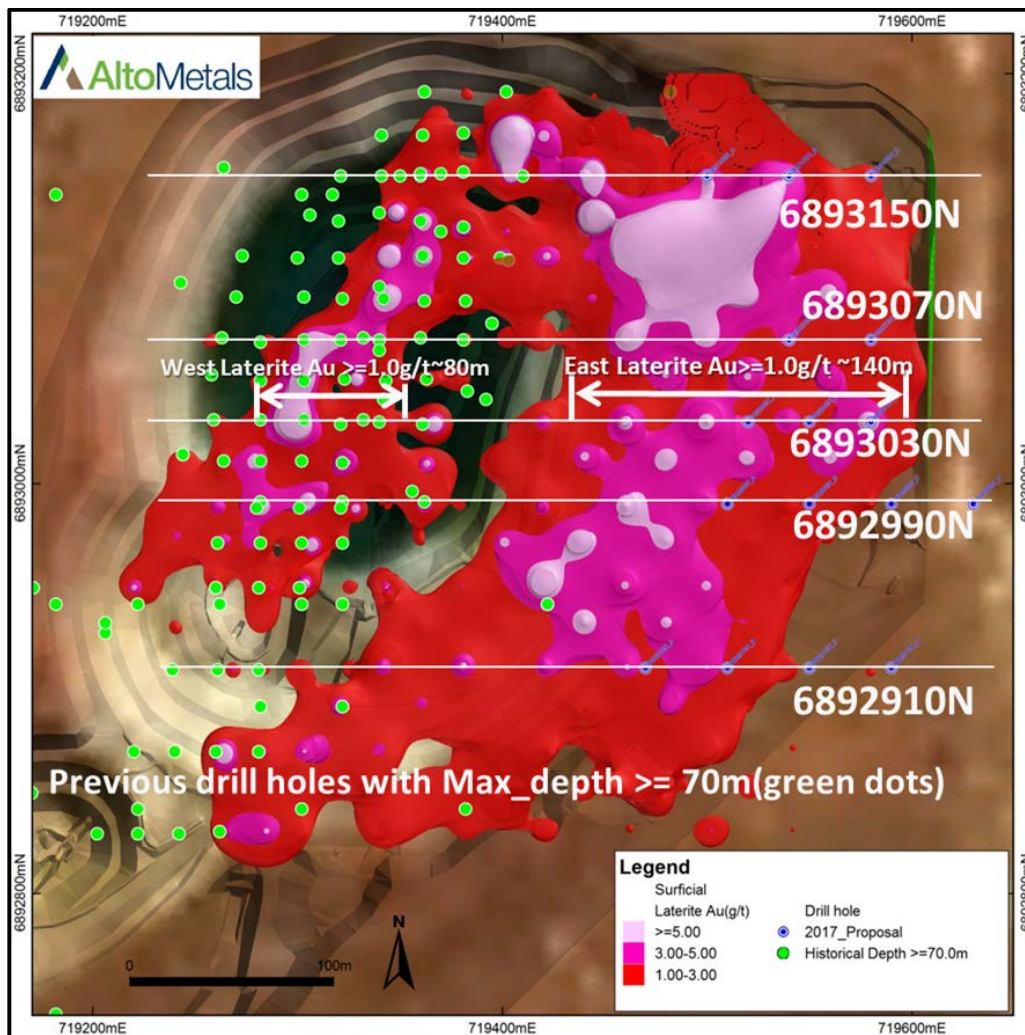 719200mE
719400mE
719600mE
6893200mN
AltoMetals
6893150N
6893070N
West Laterite Au >=1.0g/t~80m
East Laterite Au>=1.0g/t ~140m
6893030N
6893000mN
6892990N
6892910N
Previous drill holes with Max_depth >= 70m(green dots)
6892800mN
6892800mN
N
0
100m
Legend
Surficial
Laterite Au(g/t)
>=5.00
3.00-5.00
1.00-3.00
Drill hole
2017_Proposal
Historical Depth >=70.0m
719200mE
719400mE
719600mE